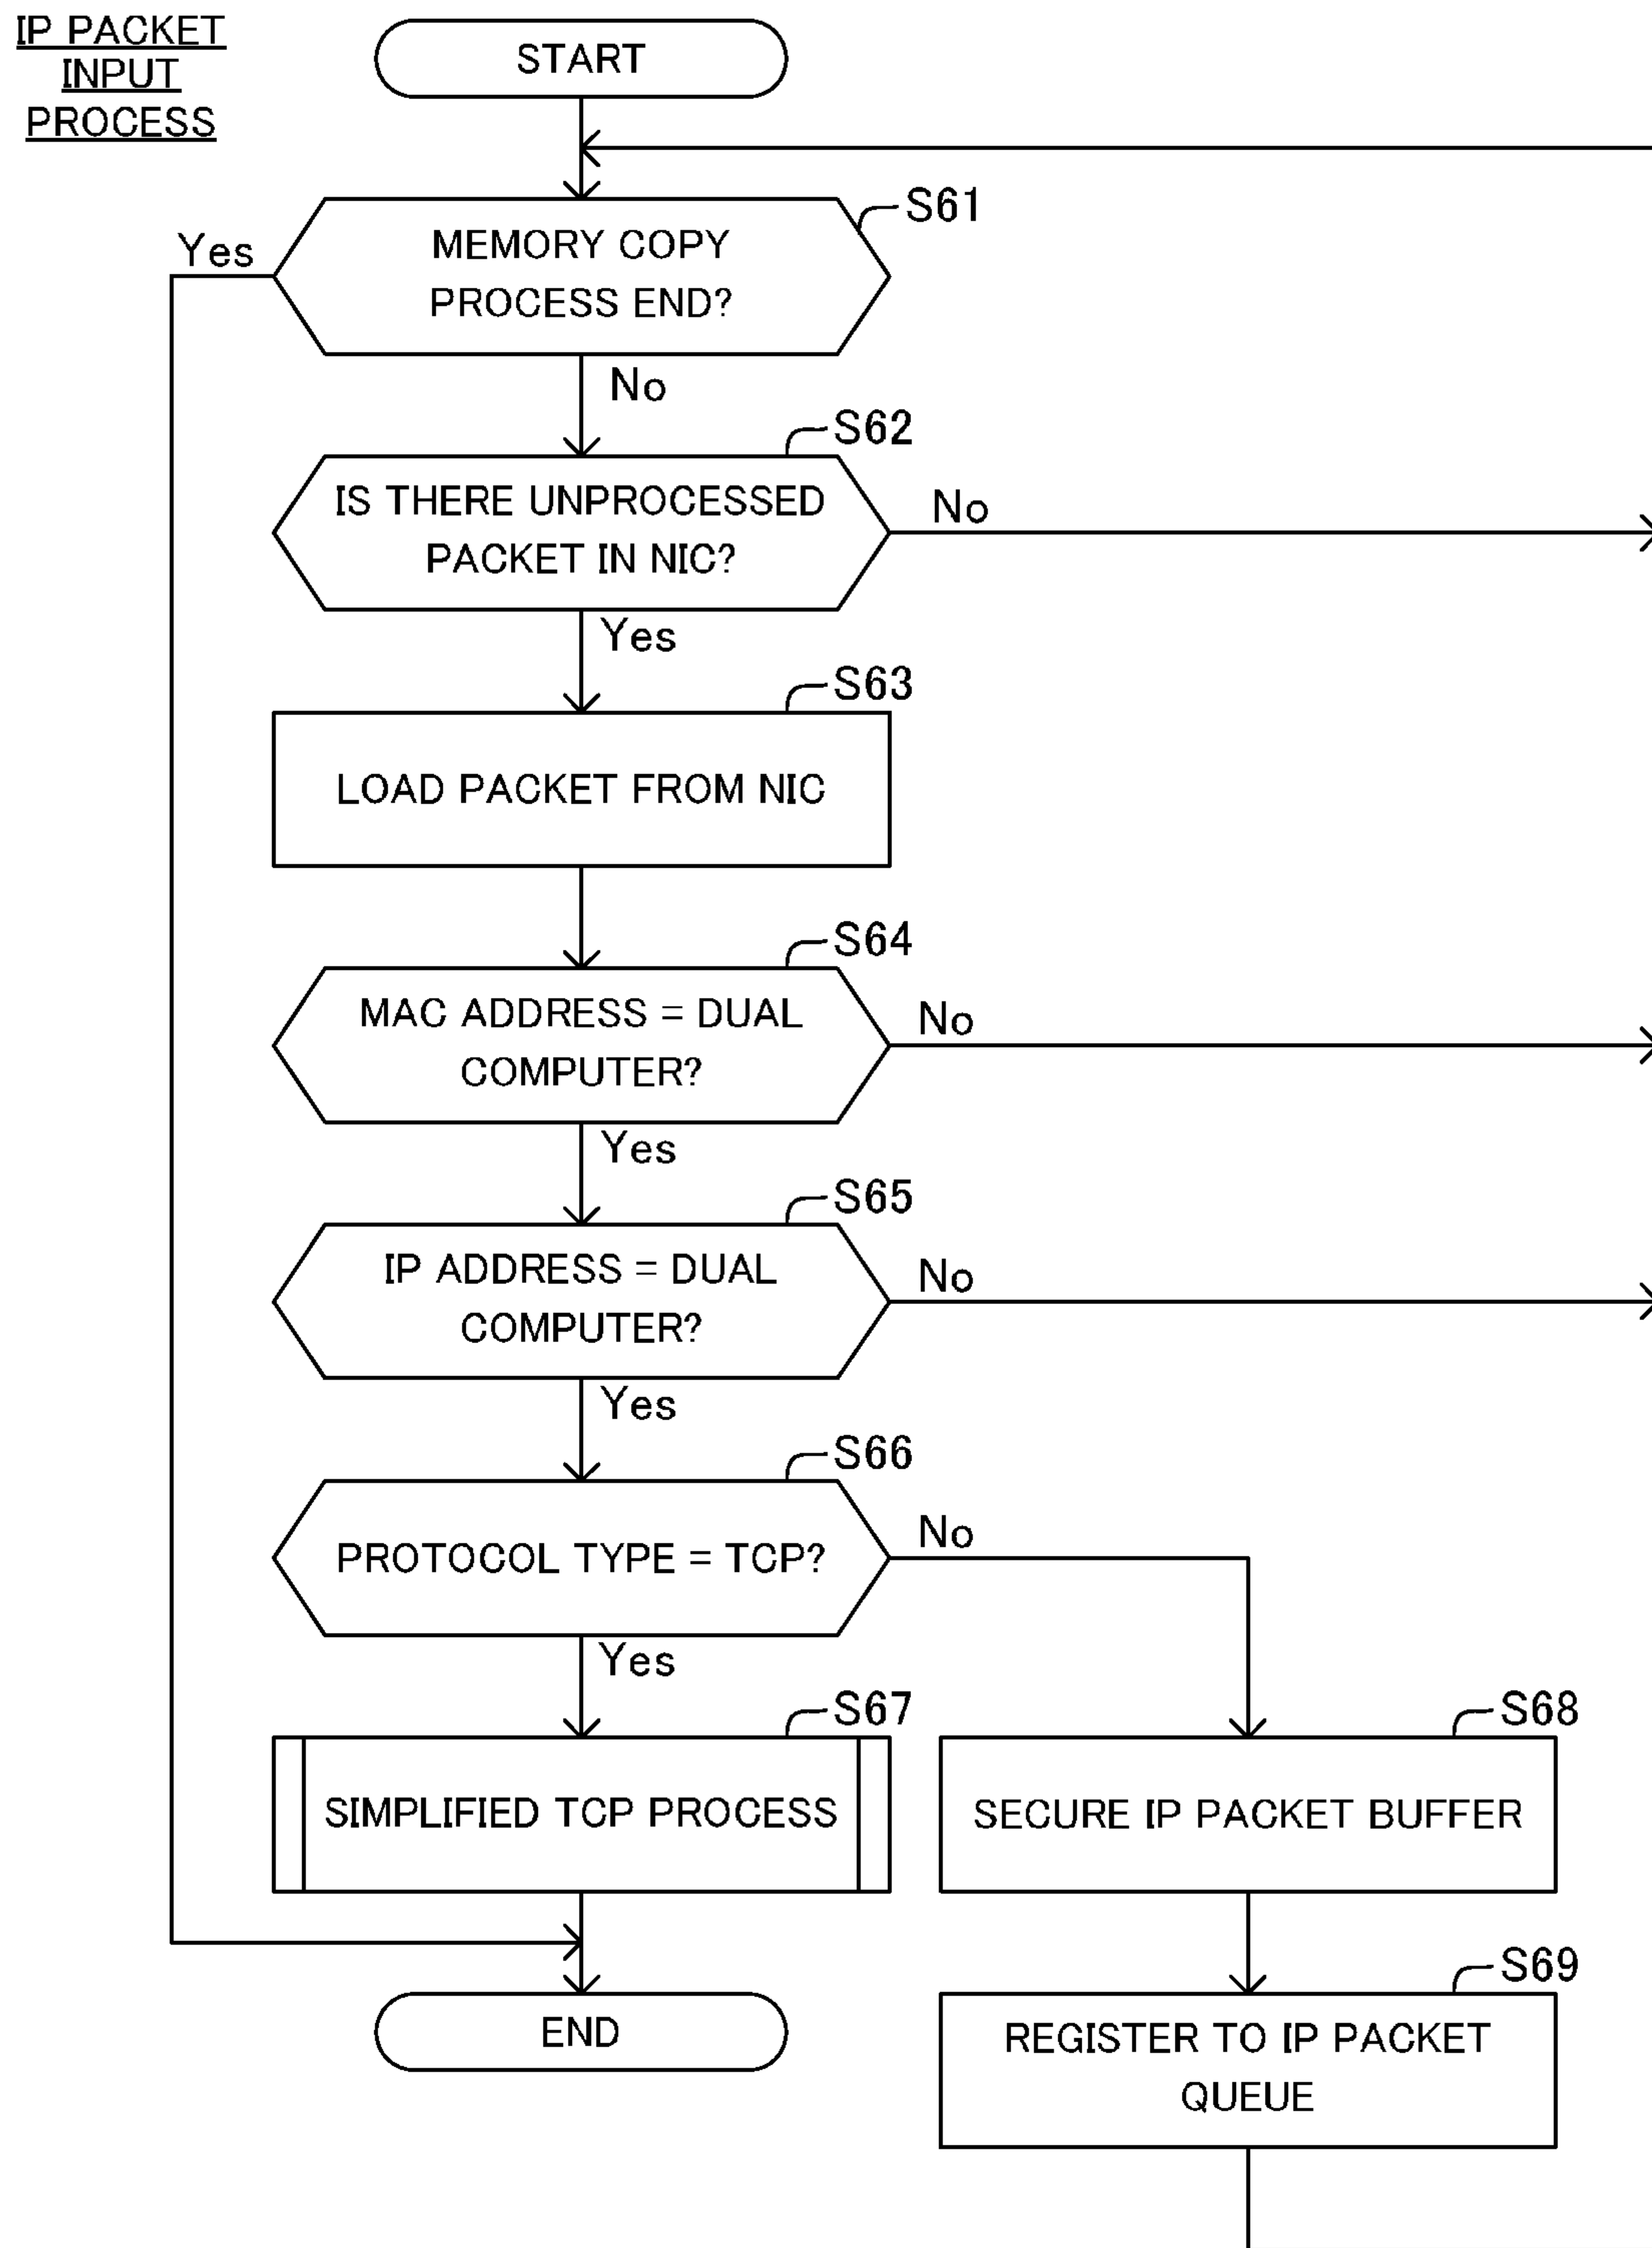 IP PACKET
INPUT
PROCESS
START
S61
Yes
MEMORY COPY
PROCESS END?
No
S62
IS THERE UNPROCESSED
PACKET IN NIC?
No
Yes
S63
LOAD PACKET FROM NIC
S64
MAC ADDRESS = DUAL
COMPUTER?
No
Yes
S65
IP ADDRESS = DUAL
COMPUTER?
No
Yes
S66
PROTOCOL TYPE = TCP?
No
Yes
S67
SIMPLIFIED TCP PROCESS
S68
SECURE IP PACKET BUFFER
S69
REGISTER TO IP PACKET
QUEUE
END